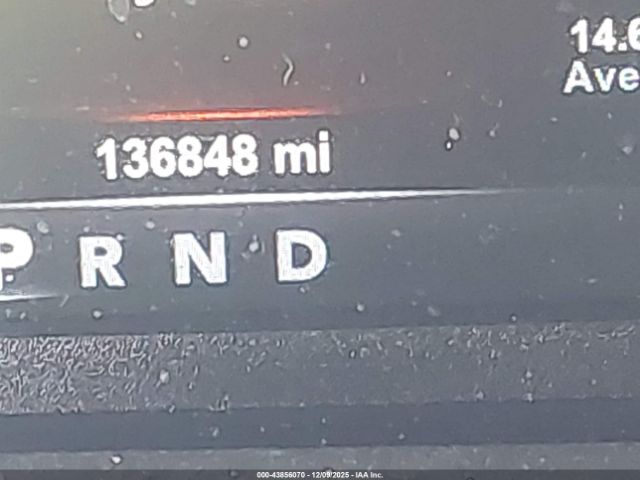 14.6
Ave
136848 mi
P R N D
000-43856070 - 12/09/2025 - IAA Inc.